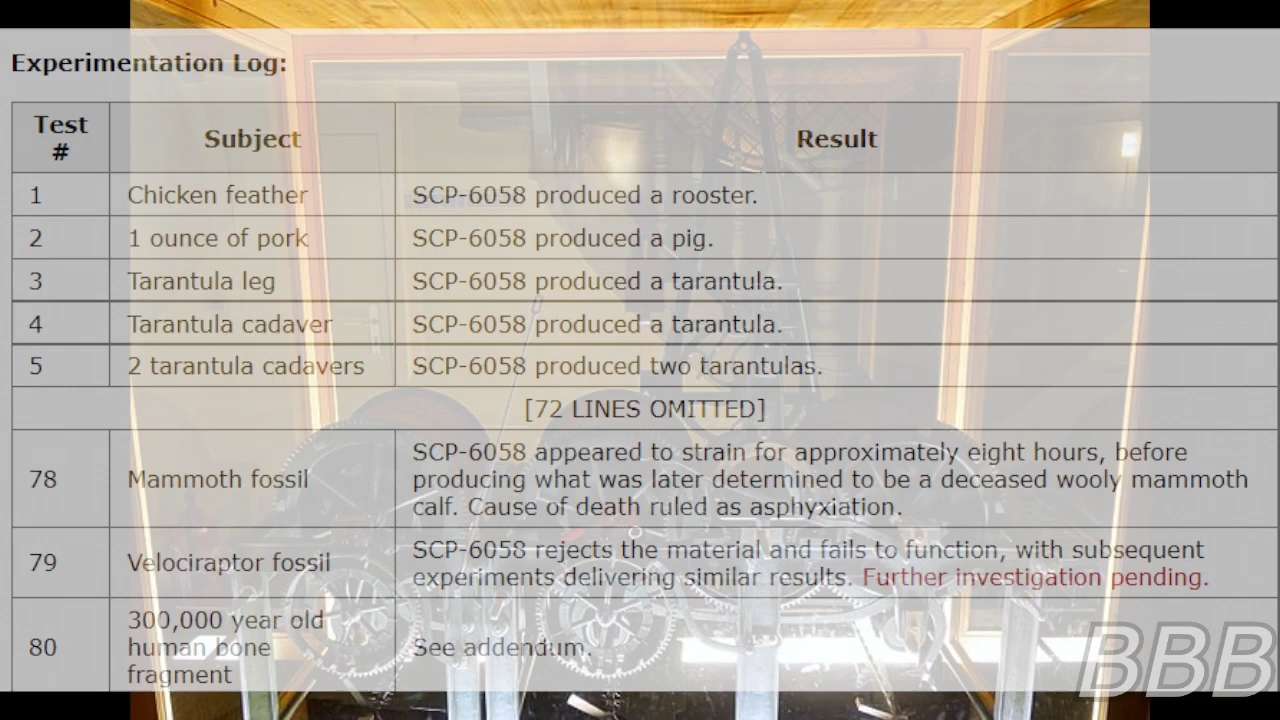 Experimentation Log:
Test
#
Subject
Result
1 Chicken feather SCP-6058 produced a rooster.
2 1 ounce of pork SCP-6058 produced a pig.
3 Tarantula leg SCP-6058 produced a tarantula.
4 Tarantula cadaver SCP-6058 produced a tarantula.
5 2 tarantula cadavers SCP-6058 produced two tarantulas.
[72 LINES OMITTED]
78 Mammoth fossil
SCP-6058 appeared to strain for approximately eight hours, before
producing what was later determined to be a deceased wooly mammoth
calf. Cause of death ruled as asphyxiation.
79 Velociraptor fossil
SCP-6058 rejects the material and fails to function, with subsequent
experiments delivering similar results. Further investigation pending.
80
300,000 year old
human bone
fragment
See addendum.
BBB